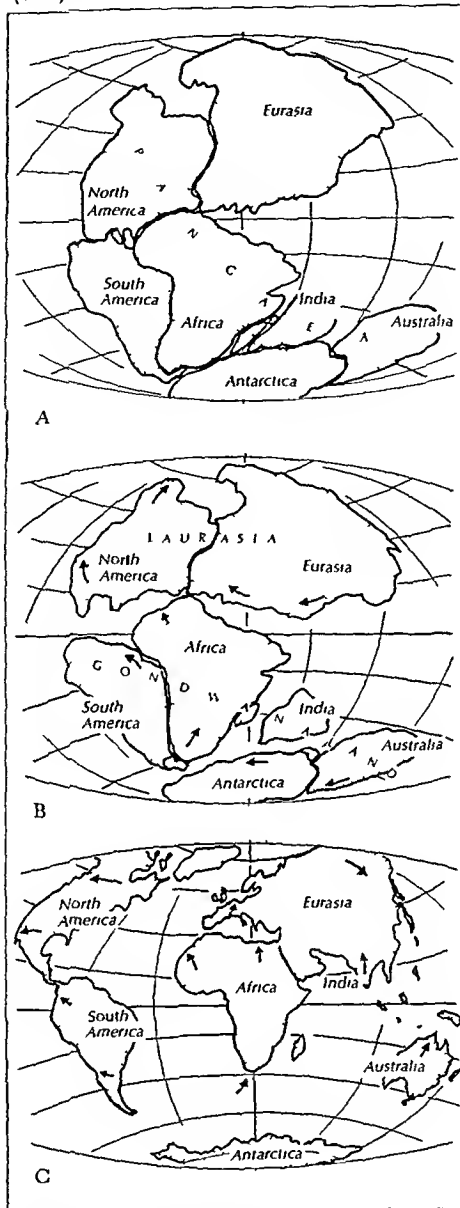 Eurasia
P
A
North
America
N
G
South
America
India
A
Africa
E
A
Australia
Antarctica
A
LAURASIA
North
America
Eurasia
Africa
GONDWANA
South
America
India
Australia
Antarctica
B
North
America
Eurasia
India
Africa
South
America
Australia
Antarctica
C